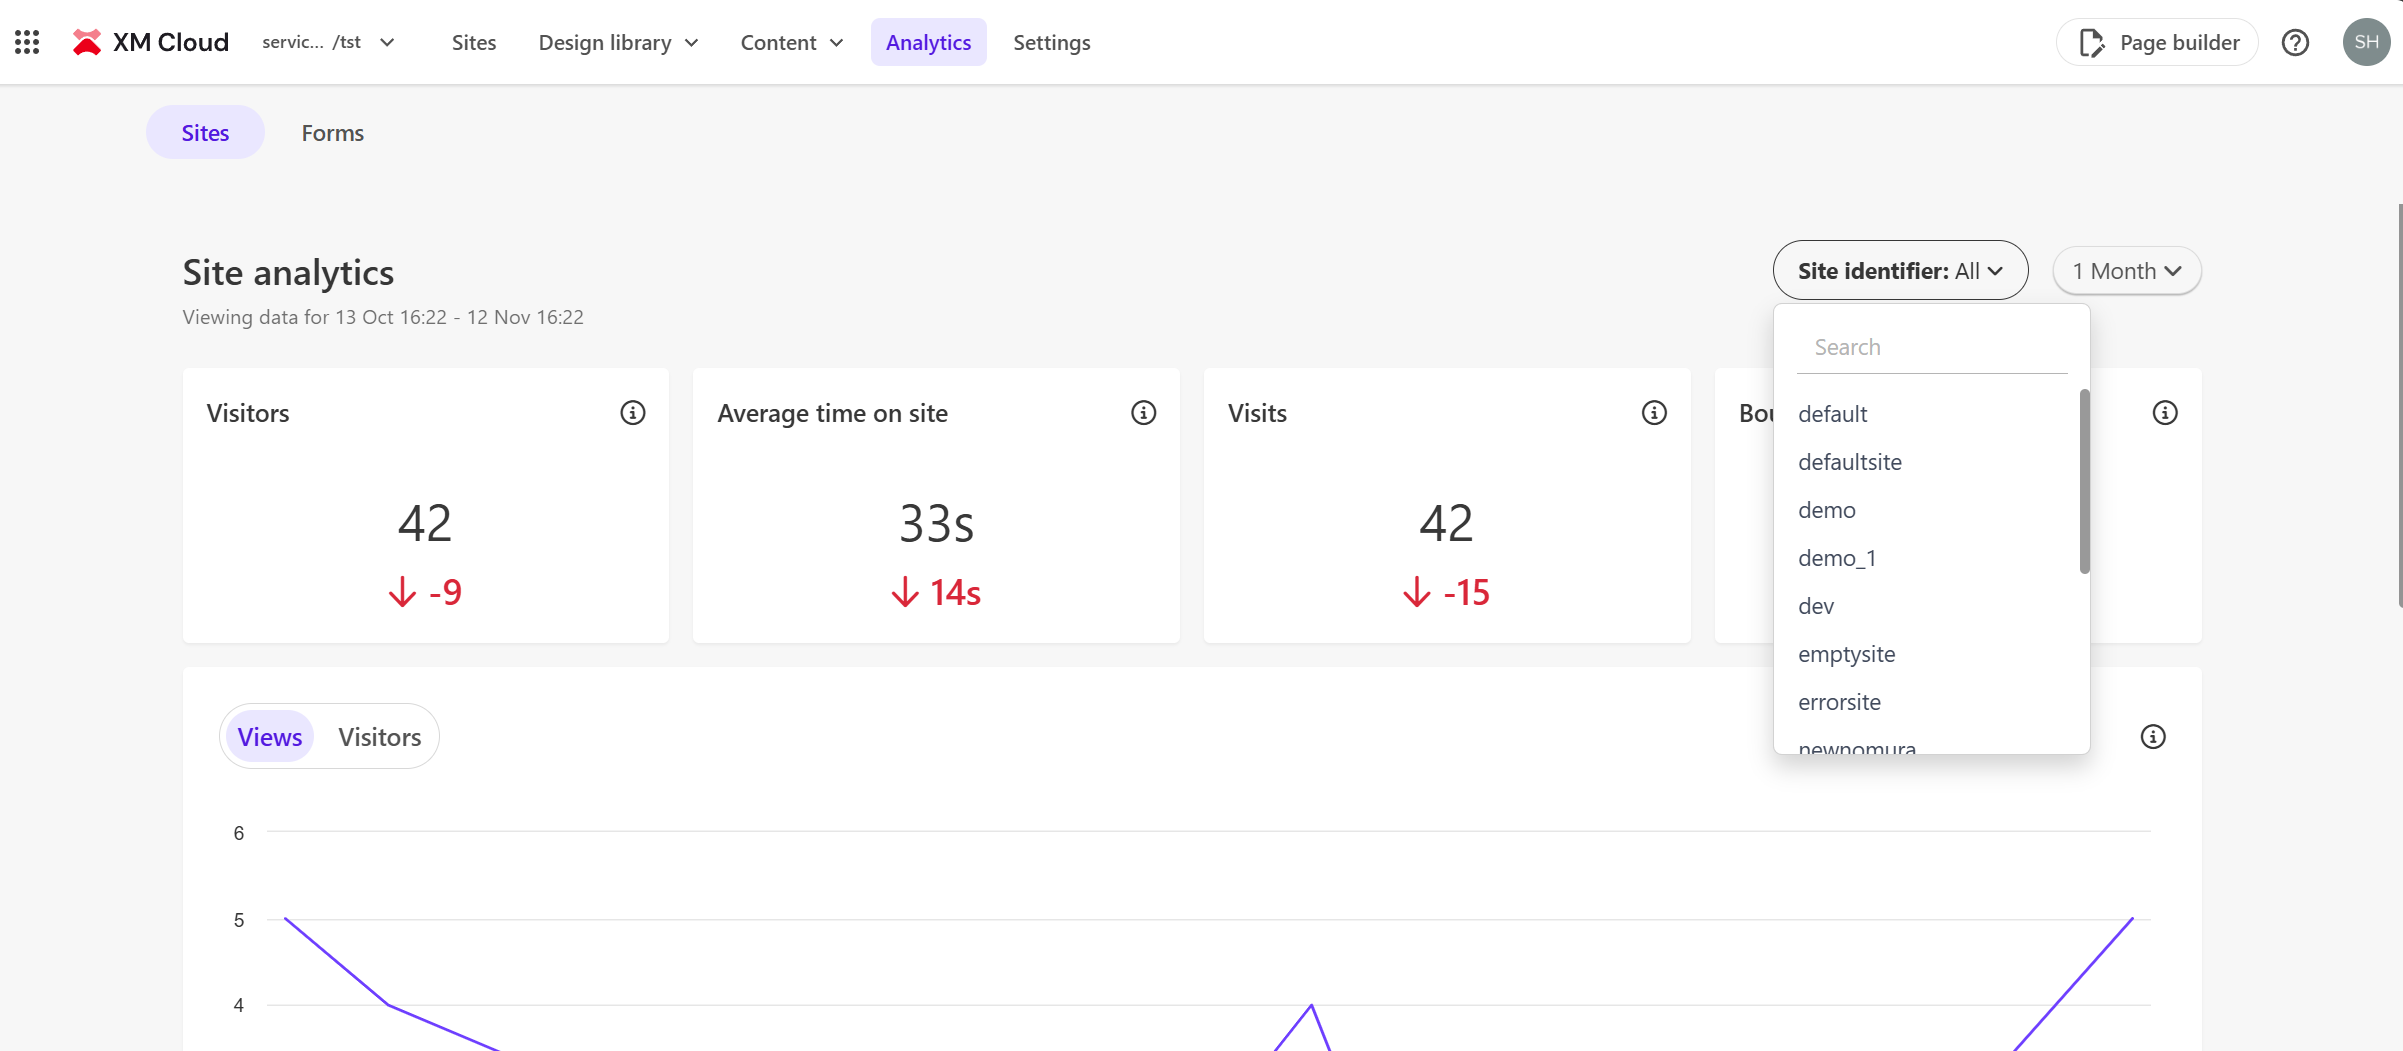 XM Cloud
servic... /tst
Sites
Design library
Content
Analytics
Settings
Page builder
SH
Sites
Forms
Site analytics
Viewing data for 13 Oct 16:22 - 12 Nov 16:22
Site identifier: All
1 Month
Search
default
defaultsite
demo
demo_1
dev
emptysite
errorsite
newnomura
Visitors
42
-9
Average time on site
33s
14s
Visits
42
-15
Views
Visitors
6
5
4